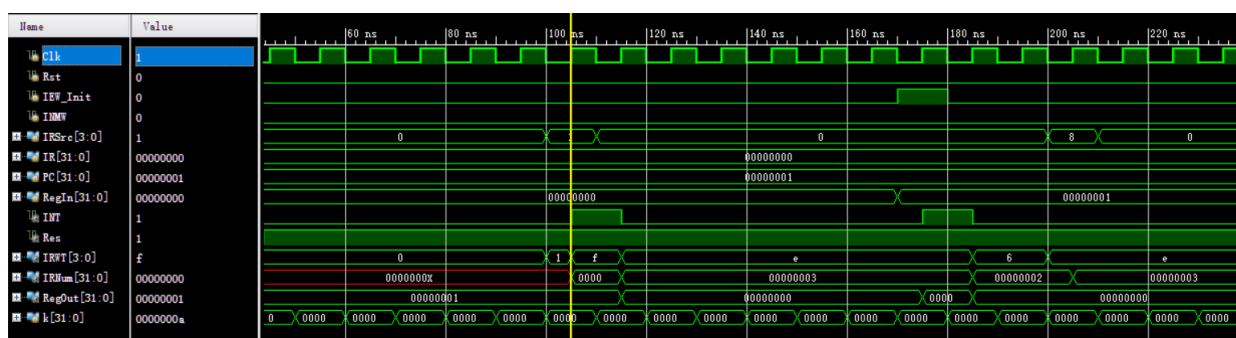 Name Value
60 ns 80 ns 100 ns 120 ns 140 ns 160 ns 180 ns 200 ns 220 ns
Clk 1
Rst 0
IEW_Init 0
INMW 0
IRSrc[3:0] 1 0 1 0 8 0
IR[31:0] 00000000 00000000
PC[31:0] 00000001 00000001
RegIn[31:0] 00000000 00000000 00000001
INT 1
Res 1
IRWT[3:0] f 0 1 f e 6 e
IRNum[31:0] 00000000 0000000X 0000 00000003 00000002 00000003
RegOut[31:0] 00000001 00000001 00000000 0000 00000000
k[31:0] 0000000a 0 0000 0000 0000 0000 0000 0000 0000 0000 0000 0000 0000 0000 0000 0000 0000 0000 0000 0000 0000